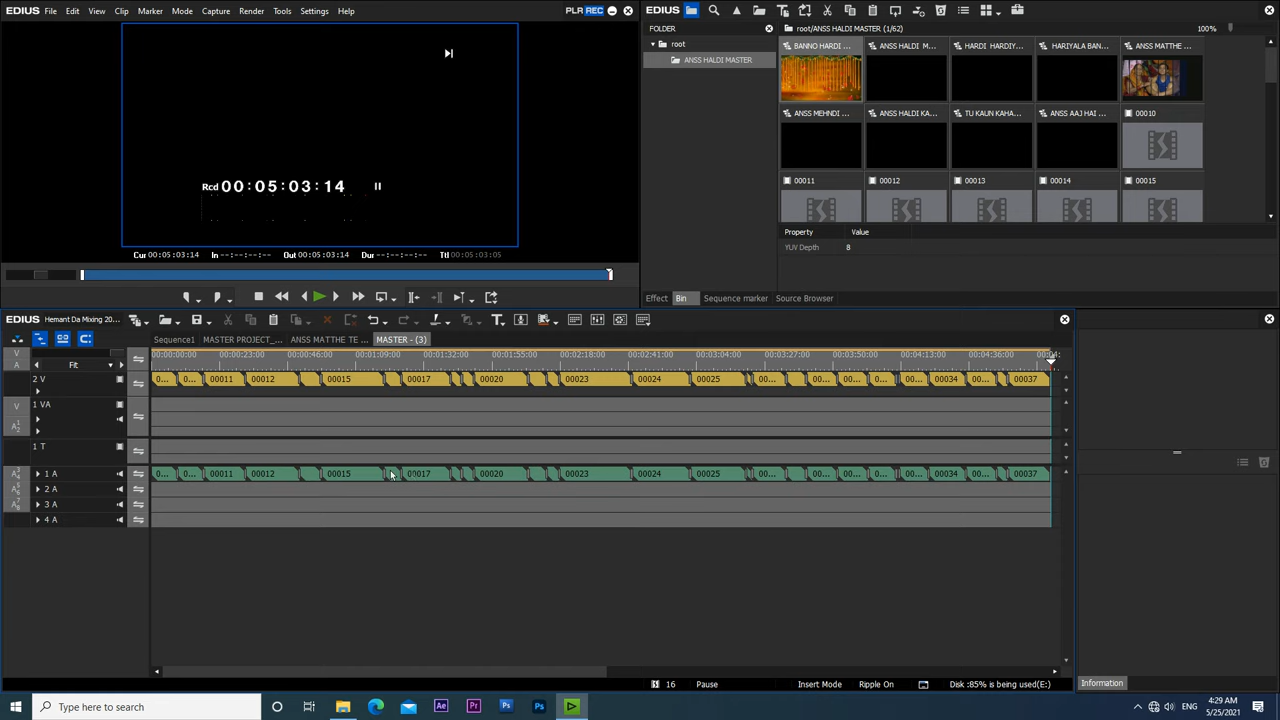 EDIUS File Edit View Clip Marker Mode Capture Render Tools Settings Help PLR REC
Rcd 00:05:03:14
Cur 00:05:03:14 In --:--:--:-- Out 00:05:03:14 Dur --:--:--:-- Ttl 00:05:03:05
EDIUS
FOLDER
root
ANSS HALDI MASTER
root/ANSS HALDI MASTER (1/62) 100%
BANNO HARDI ... ANSS HALDI M... HARDI HARDIY... HARIYALA BAN... ANSS MATTHE ...
ANSS MEHNDI ... ANSS HALDI KA... TU KAUN KAHA... ANSS AAJ HAI ... 00010
00011 00012 00013 00014 00015
Property Value
YUV Depth 8
Effect Bin Sequence marker Source Browser
EDIUS Hemant Da Mixing 20...
Sequence1 MASTER PROJECT_... ANSS MATTHE TE ... MASTER - (3)
V
A
Fit
00:00:00:00 00:00:23:00 00:00:46:00 00:01:09:00 00:01:32:00 00:01:55:00 00:02:18:00 00:02:41:00 00:03:04:00 00:03:27:00 00:03:50:00 00:04:13:00 00:04:36:00 00:04:
2 V 0... 0... 00011 00012 00015 00017 00020 00023 00024 00025 00... 00... 00... 00... 00034 00... 00037
V 1 VA
A 1 2
1 T
1 A 0... 0... 00011 00012 00015 00017 00020 00023 00024 00025 00... 00... 00... 00... 00034 00... 00037
2 A
3 A
4 A
16 Pause Insert Mode Ripple On Disk :85% is being used(E:)
Information
Type here to search
Ae Pr Ps Ps
4:29 AM
5/25/2021